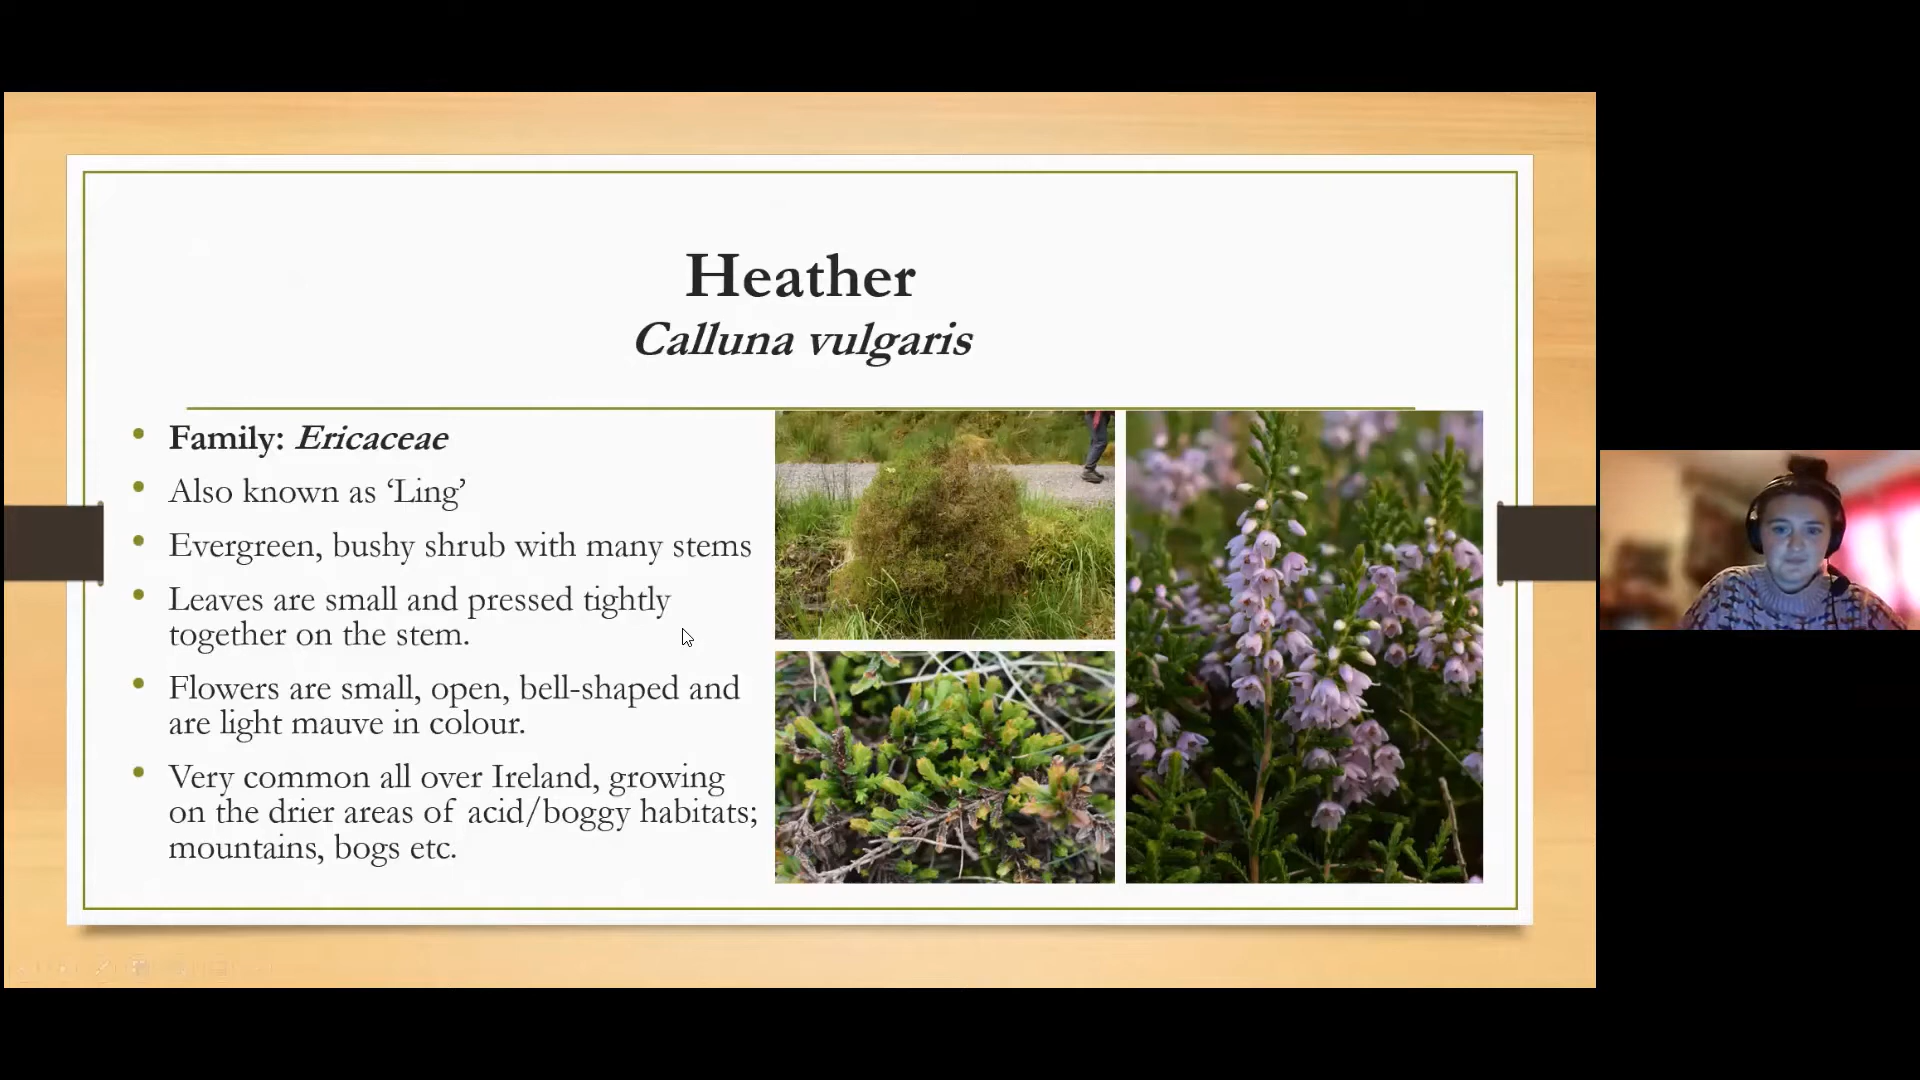 Heather
Calluna vulgaris
Family: Ericaceae
Also known as ‘Ling’
Evergreen, bushy shrub with many stems
Leaves are small and pressed tightly
together on the stem.
Flowers are small, open, bell-shaped and
are light mauve in colour.
Very common all over Ireland, growing
on the drier areas of acid/boggy habitats;
mountains, bogs etc.